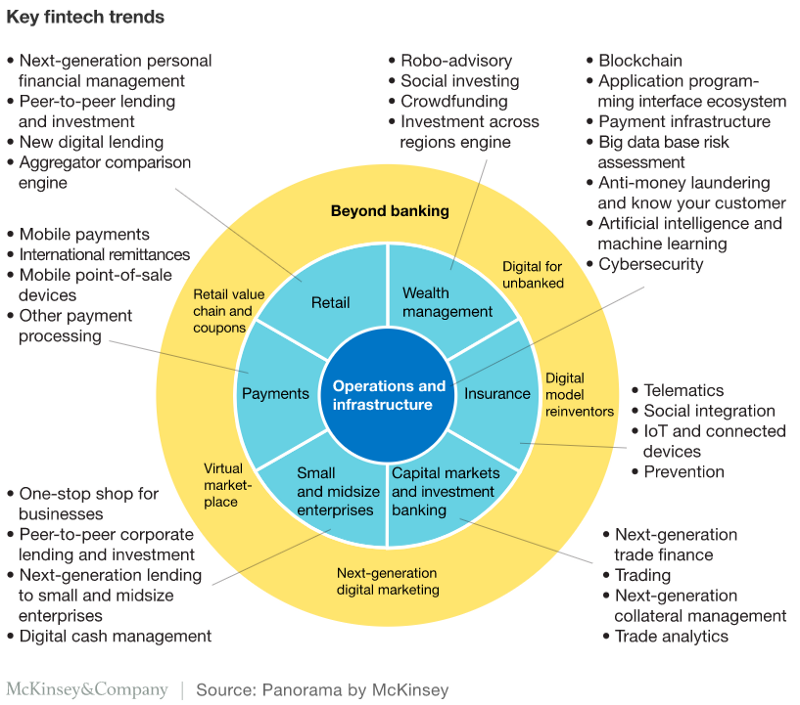 Key fintech trends
• Next-generation personal
financial management
• Peer-to-peer lending
and investment
• New digital lending
• Aggregator comparison
engine
• Robo-advisory
• Social investing
• Crowdfunding
• Investment across
regions engine
• Blockchain
• Application program-
ming interface ecosystem
• Payment infrastructure
• Big data base risk
assessment
• Anti-money laundering
and know your customer
• Artificial intelligence and
machine learning
• Cybersecurity
• Mobile payments
• International remittances
• Mobile point-of-sale
devices
• Other payment
processing
Beyond banking
Retail value
chain and
coupons
Digital for
unbanked
Digital
model
reinventors
Virtual
market-
place
Next-generation
digital marketing
Retail
Wealth
management
Payments
Operations and
infrastructure
Insurance
Small
and midsize
enterprises
Capital markets
and investment
banking
• Telematics
• Social integration
• IoT and connected
devices
• Prevention
• One-stop shop for
businesses
• Peer-to-peer corporate
lending and investment
• Next-generation lending
to small and midsize
enterprises
• Digital cash management
• Next-generation
trade finance
• Trading
• Next-generation
collateral management
• Trade analytics
McKinsey&Company | Source: Panorama by McKinsey